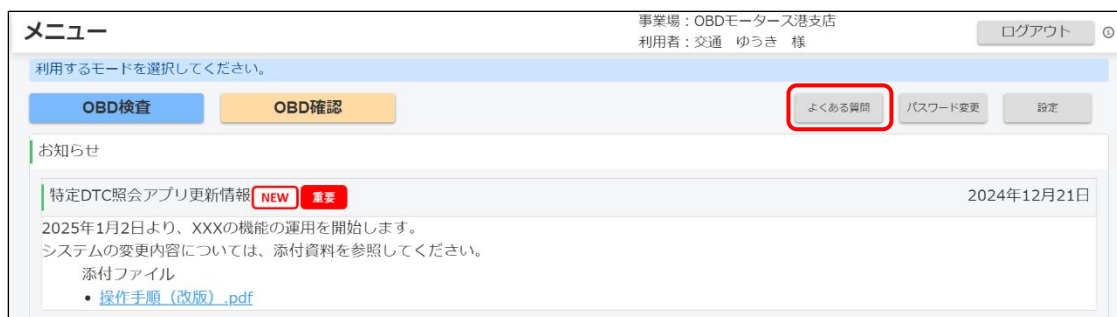 メニュー
事業場：OBDモータース港支店
利用者：交通　ゆうき　様
ログアウト
利用するモードを選択してください。
OBD検査
OBD確認
よくある質問
パスワード変更
設定
お知らせ
特定DTC照会アプリ更新情報 NEW 重要
2024年12月21日
2025年1月2日より、XXXの機能の運用を開始します。
システムの変更内容については、添付資料を参照してください。
添付ファイル
• 操作手順（改版）.pdf